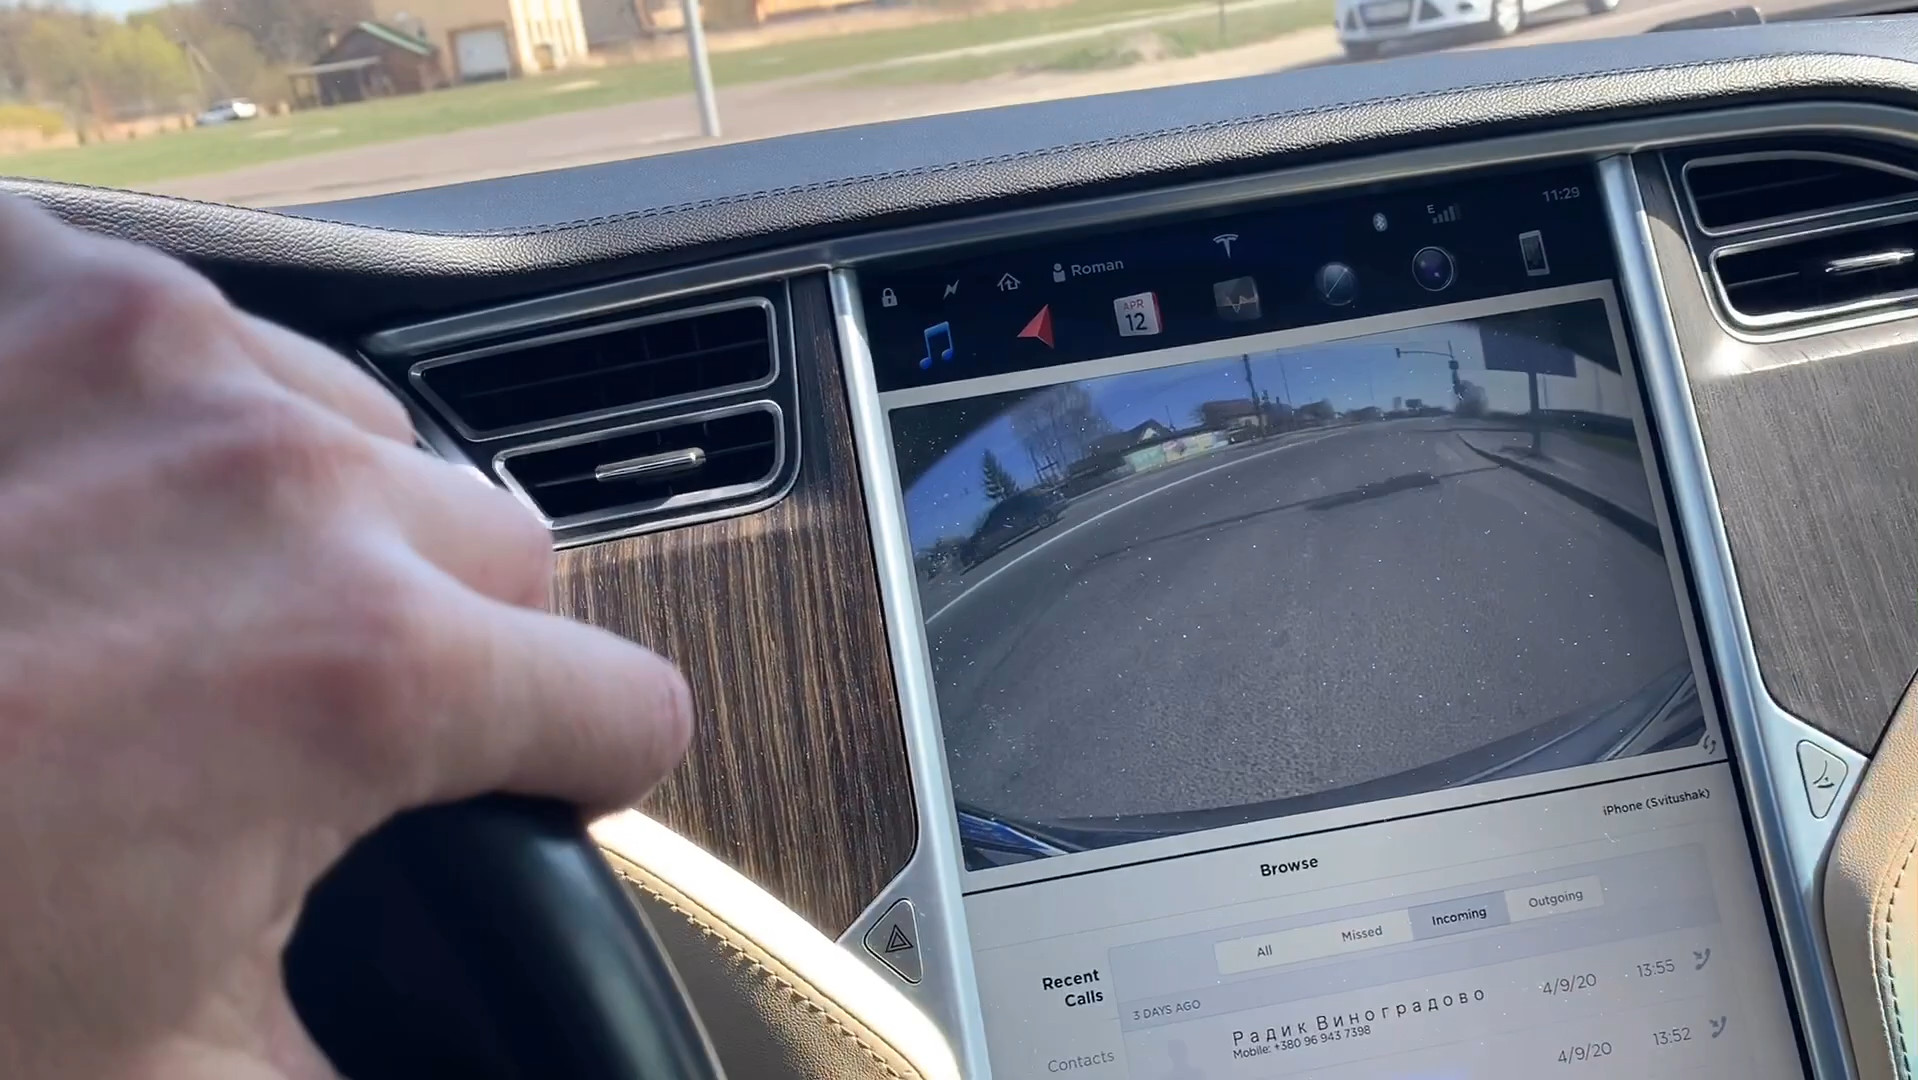 11:29
E
Roman
APR
12
iPhone (Svitushak)
Browse
All Missed Incoming Outgoing
Recent
Calls
3 DAYS AGO
Радик Виноградово 4/9/20 13:55
Mobile: +380 96 943 7398
Contacts
4/9/20 13:52